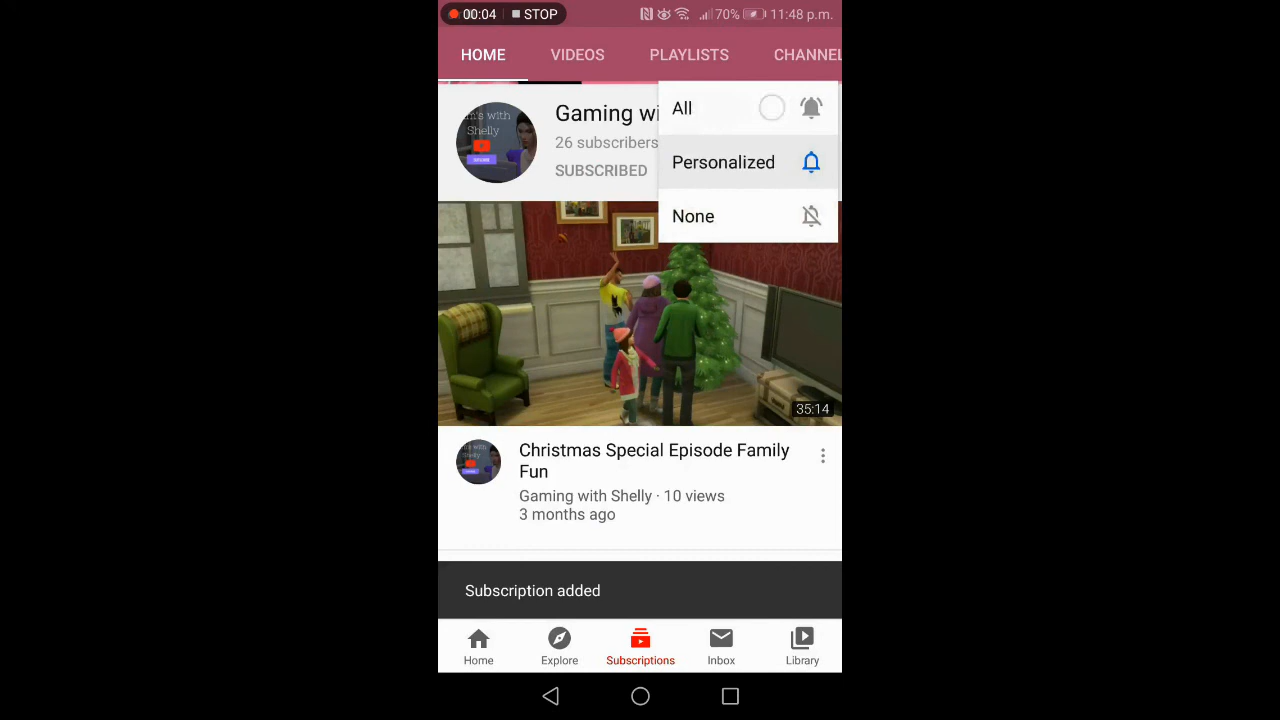 00:04 STOP 70% 11:48 p.m.
HOME VIDEOS PLAYLISTS CHANNEL
All
Gaming wi
26 subscribers
SUBSCRIBED
Personalized
None
with
Shelly
35:14
Christmas Special Episode Family
Fun
Gaming with Shelly · 10 views
3 months ago
Subscription added
Home Explore Subscriptions Inbox Library